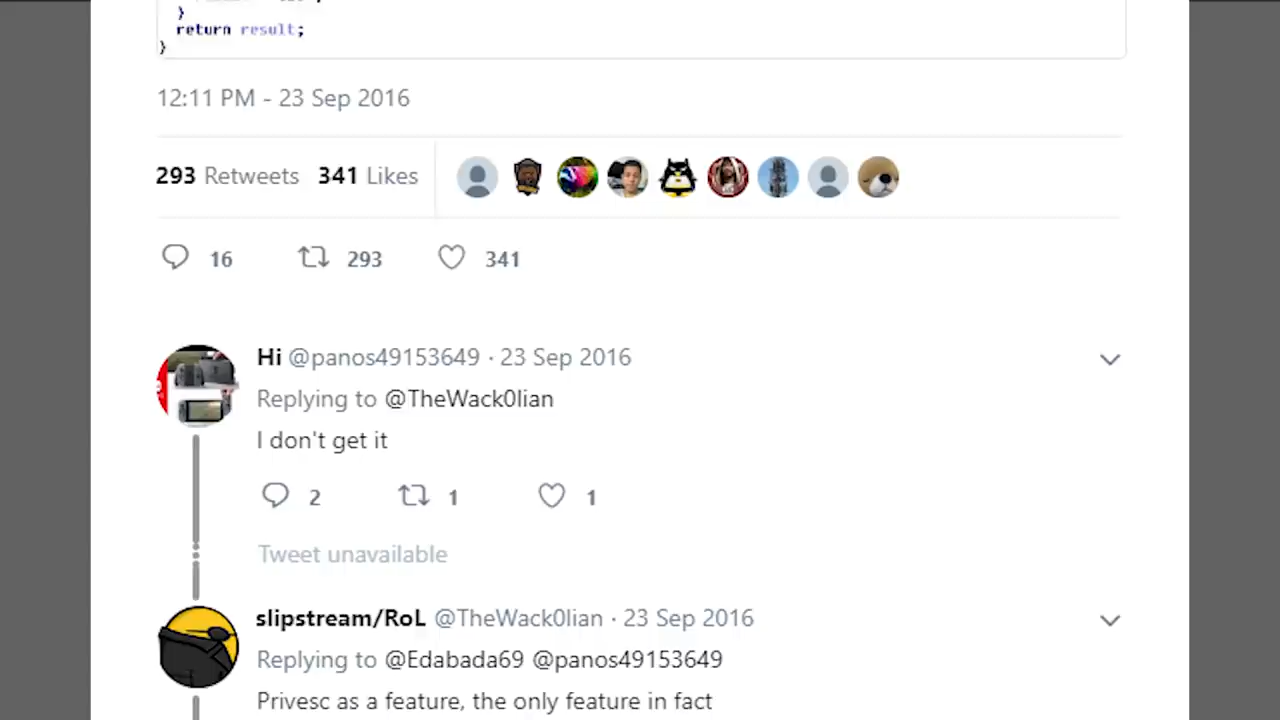 }
return result;
}
12:11 PM - 23 Sep 2016
293 Retweets 341 Likes
16 293 341
Hi @panos49153649 · 23 Sep 2016
Replying to @TheWack0lian
I don't get it
2 1 1
Tweet unavailable
slipstream/RoL @TheWack0lian · 23 Sep 2016
Replying to @Edabada69 @panos49153649
Privesc as a feature, the only feature in fact